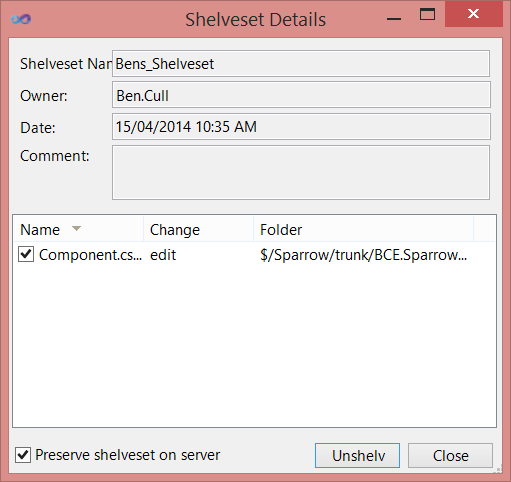 Shelveset Details
Shelveset Nam Bens_Shelveset
Owner: Ben.Cull
Date: 15/04/2014 10:35 AM
Comment:
Name Change Folder
Component.cs... edit $/Sparrow/trunk/BCE.Sparrow...
Preserve shelveset on server Unshelv Close